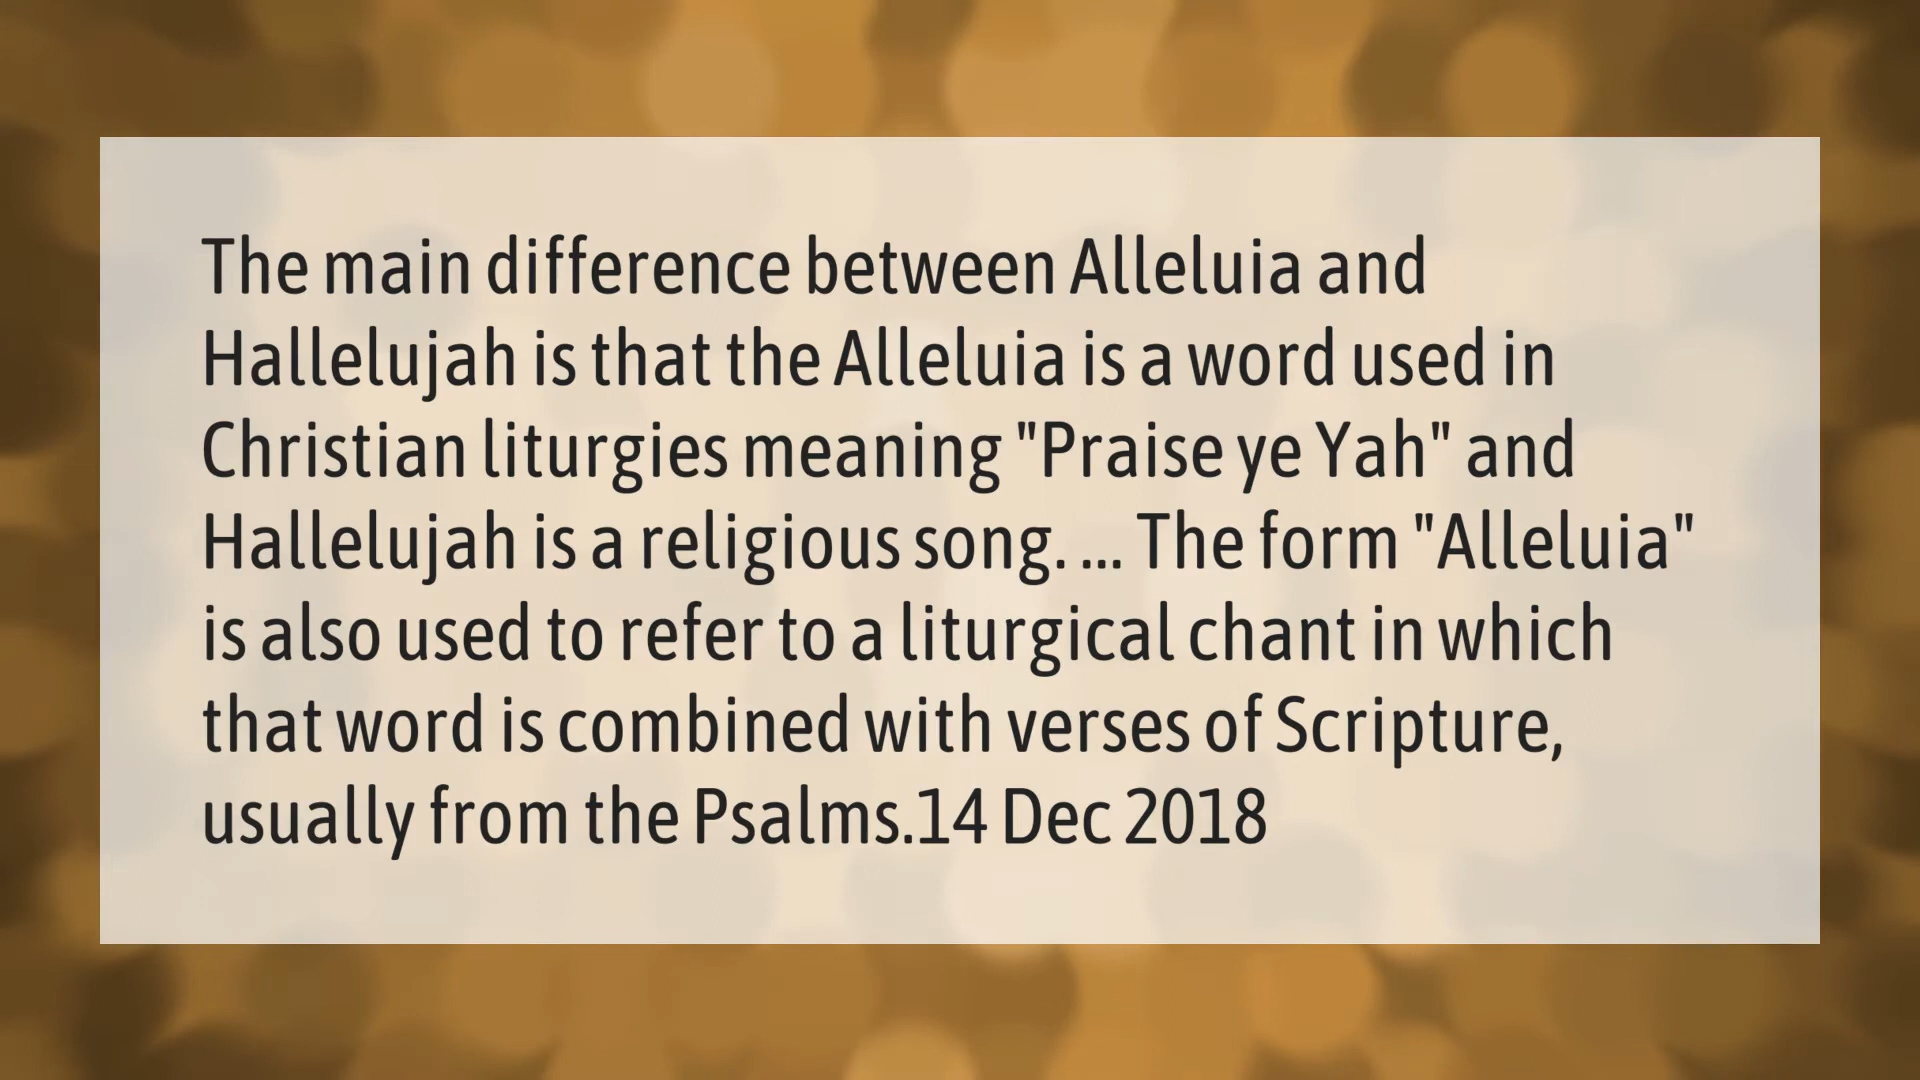 The main difference between Alleluia and
Hallelujah is that the Alleluia is a word used in
Christian liturgies meaning "Praise ye Yah" and
Hallelujah is a religious song. ... The form "Alleluia"
is also used to refer to a liturgical chant in which
that word is combined with verses of Scripture,
usually from the Psalms.14 Dec 2018